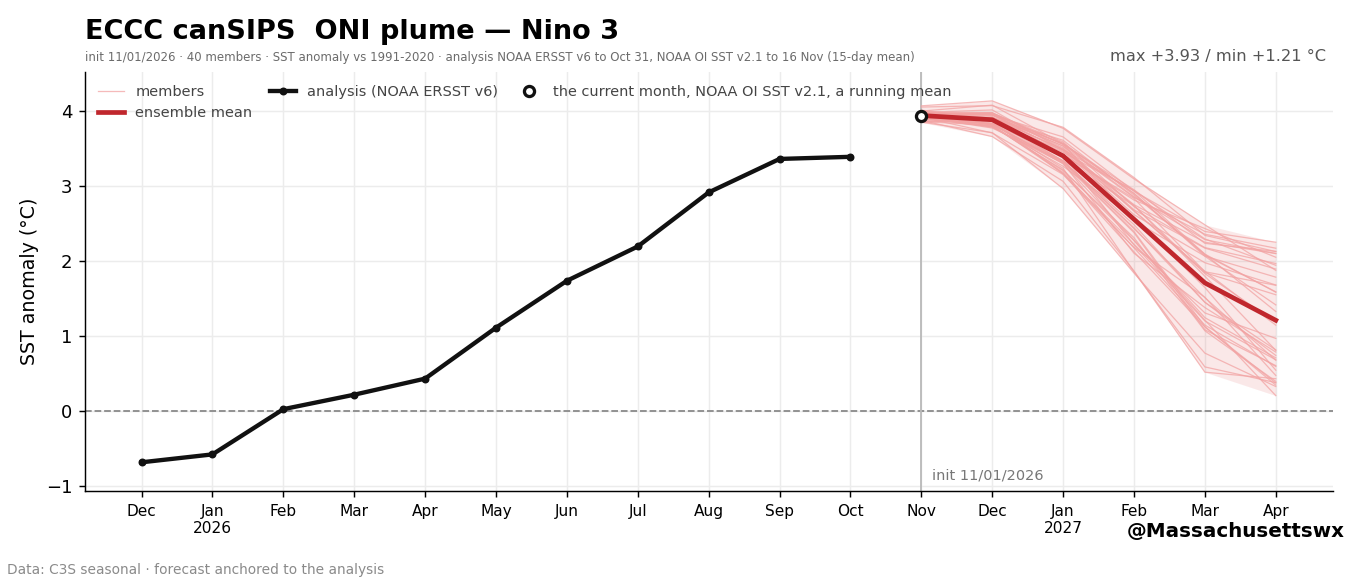 ECCC canSIPS  ONI plume — Nino 3
init 11/01/2026 · 40 members · SST anomaly vs 1991-2020 · analysis NOAA ERSST v6 to Oct 31, NOAA OI SST v2.1 to 16 Nov (15-day mean)
max +3.93 / min +1.21 °C
members
analysis (NOAA ERSST v6)
the current month, NOAA OI SST v2.1, a running mean
ensemble mean
SST anomaly (°C)
4
3
2
1
0
−1
init 11/01/2026
Dec Jan Feb Mar Apr May Jun Jul Aug Sep Oct Nov Dec Jan Feb Mar Apr
2026 2027
@Massachusettswx
Data: C3S seasonal · forecast anchored to the analysis